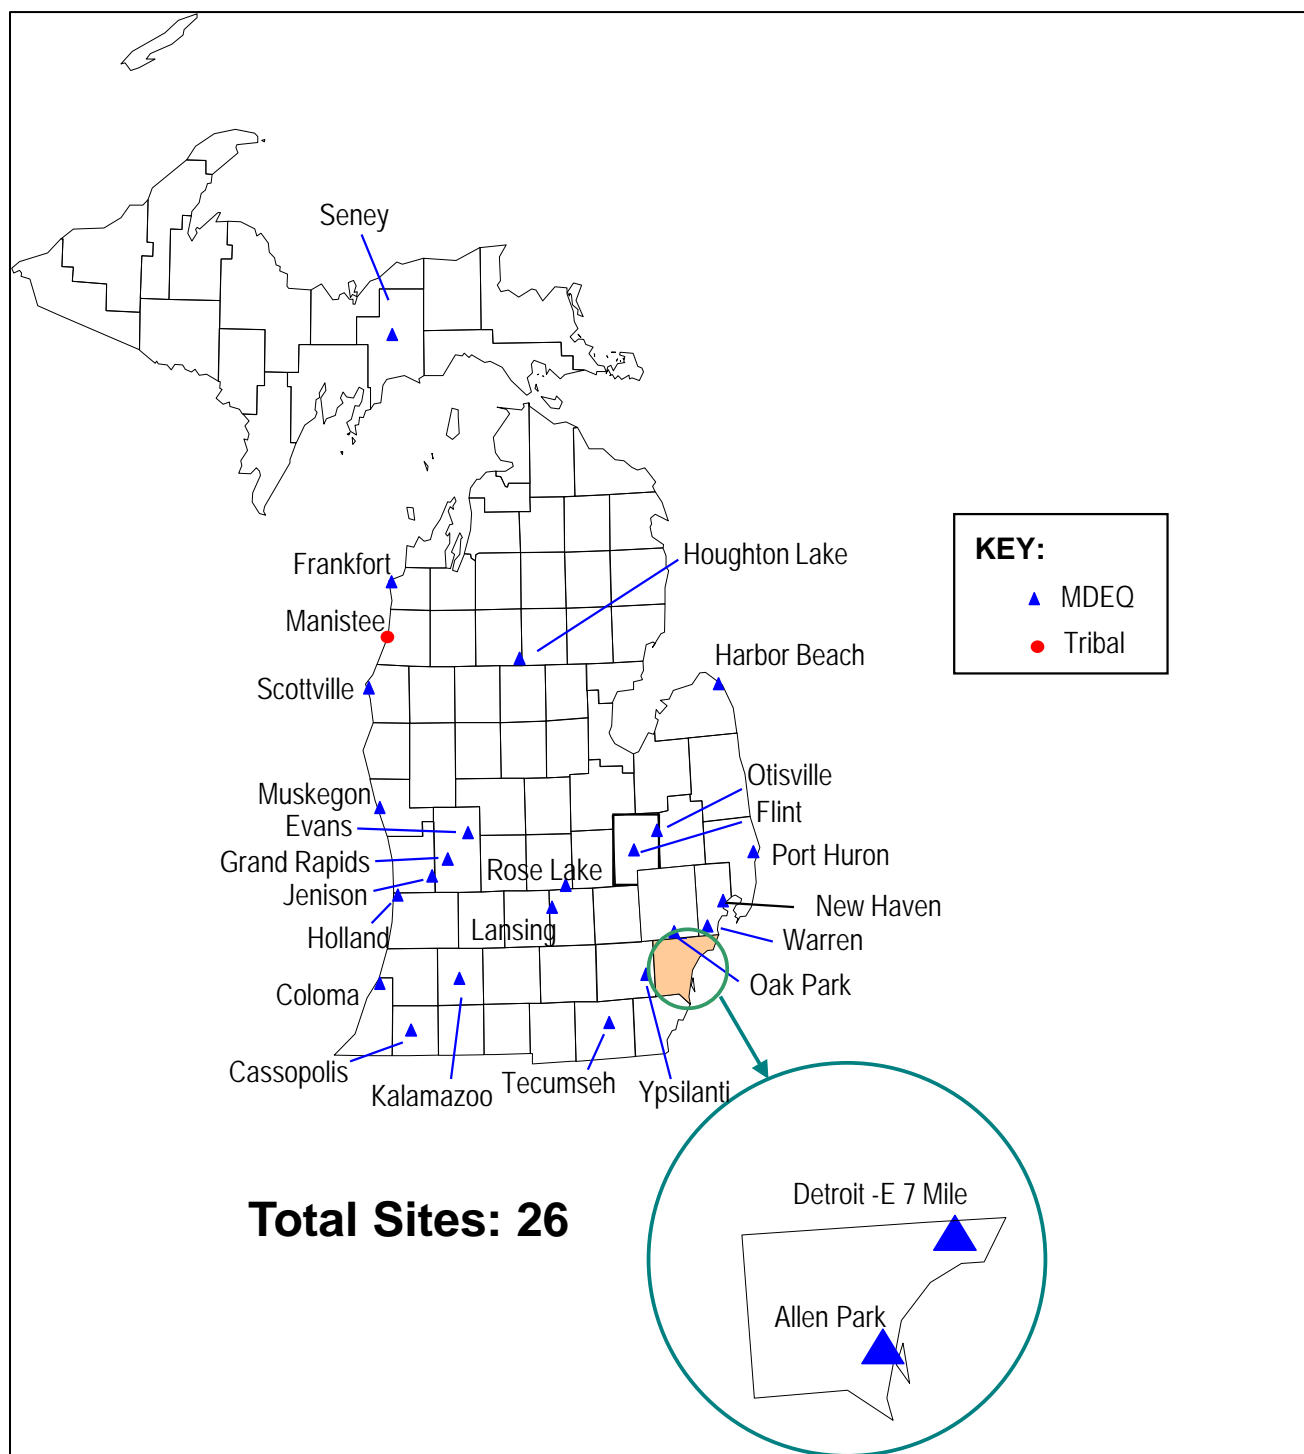 Seney
Frankfort
Houghton Lake
Manistee
Harbor Beach
Scottville
KEY:
MDEQ
Tribal
Otisville
Muskegon
Flint
Evans
Grand Rapids
Rose Lake
Port Huron
Jenison
New Haven
Holland
Lansing
Warren
Coloma
Oak Park
Cassopolis
Kalamazoo
Tecumseh
Ypsilanti
Total Sites: 26
Detroit -E 7 Mile
Allen Park